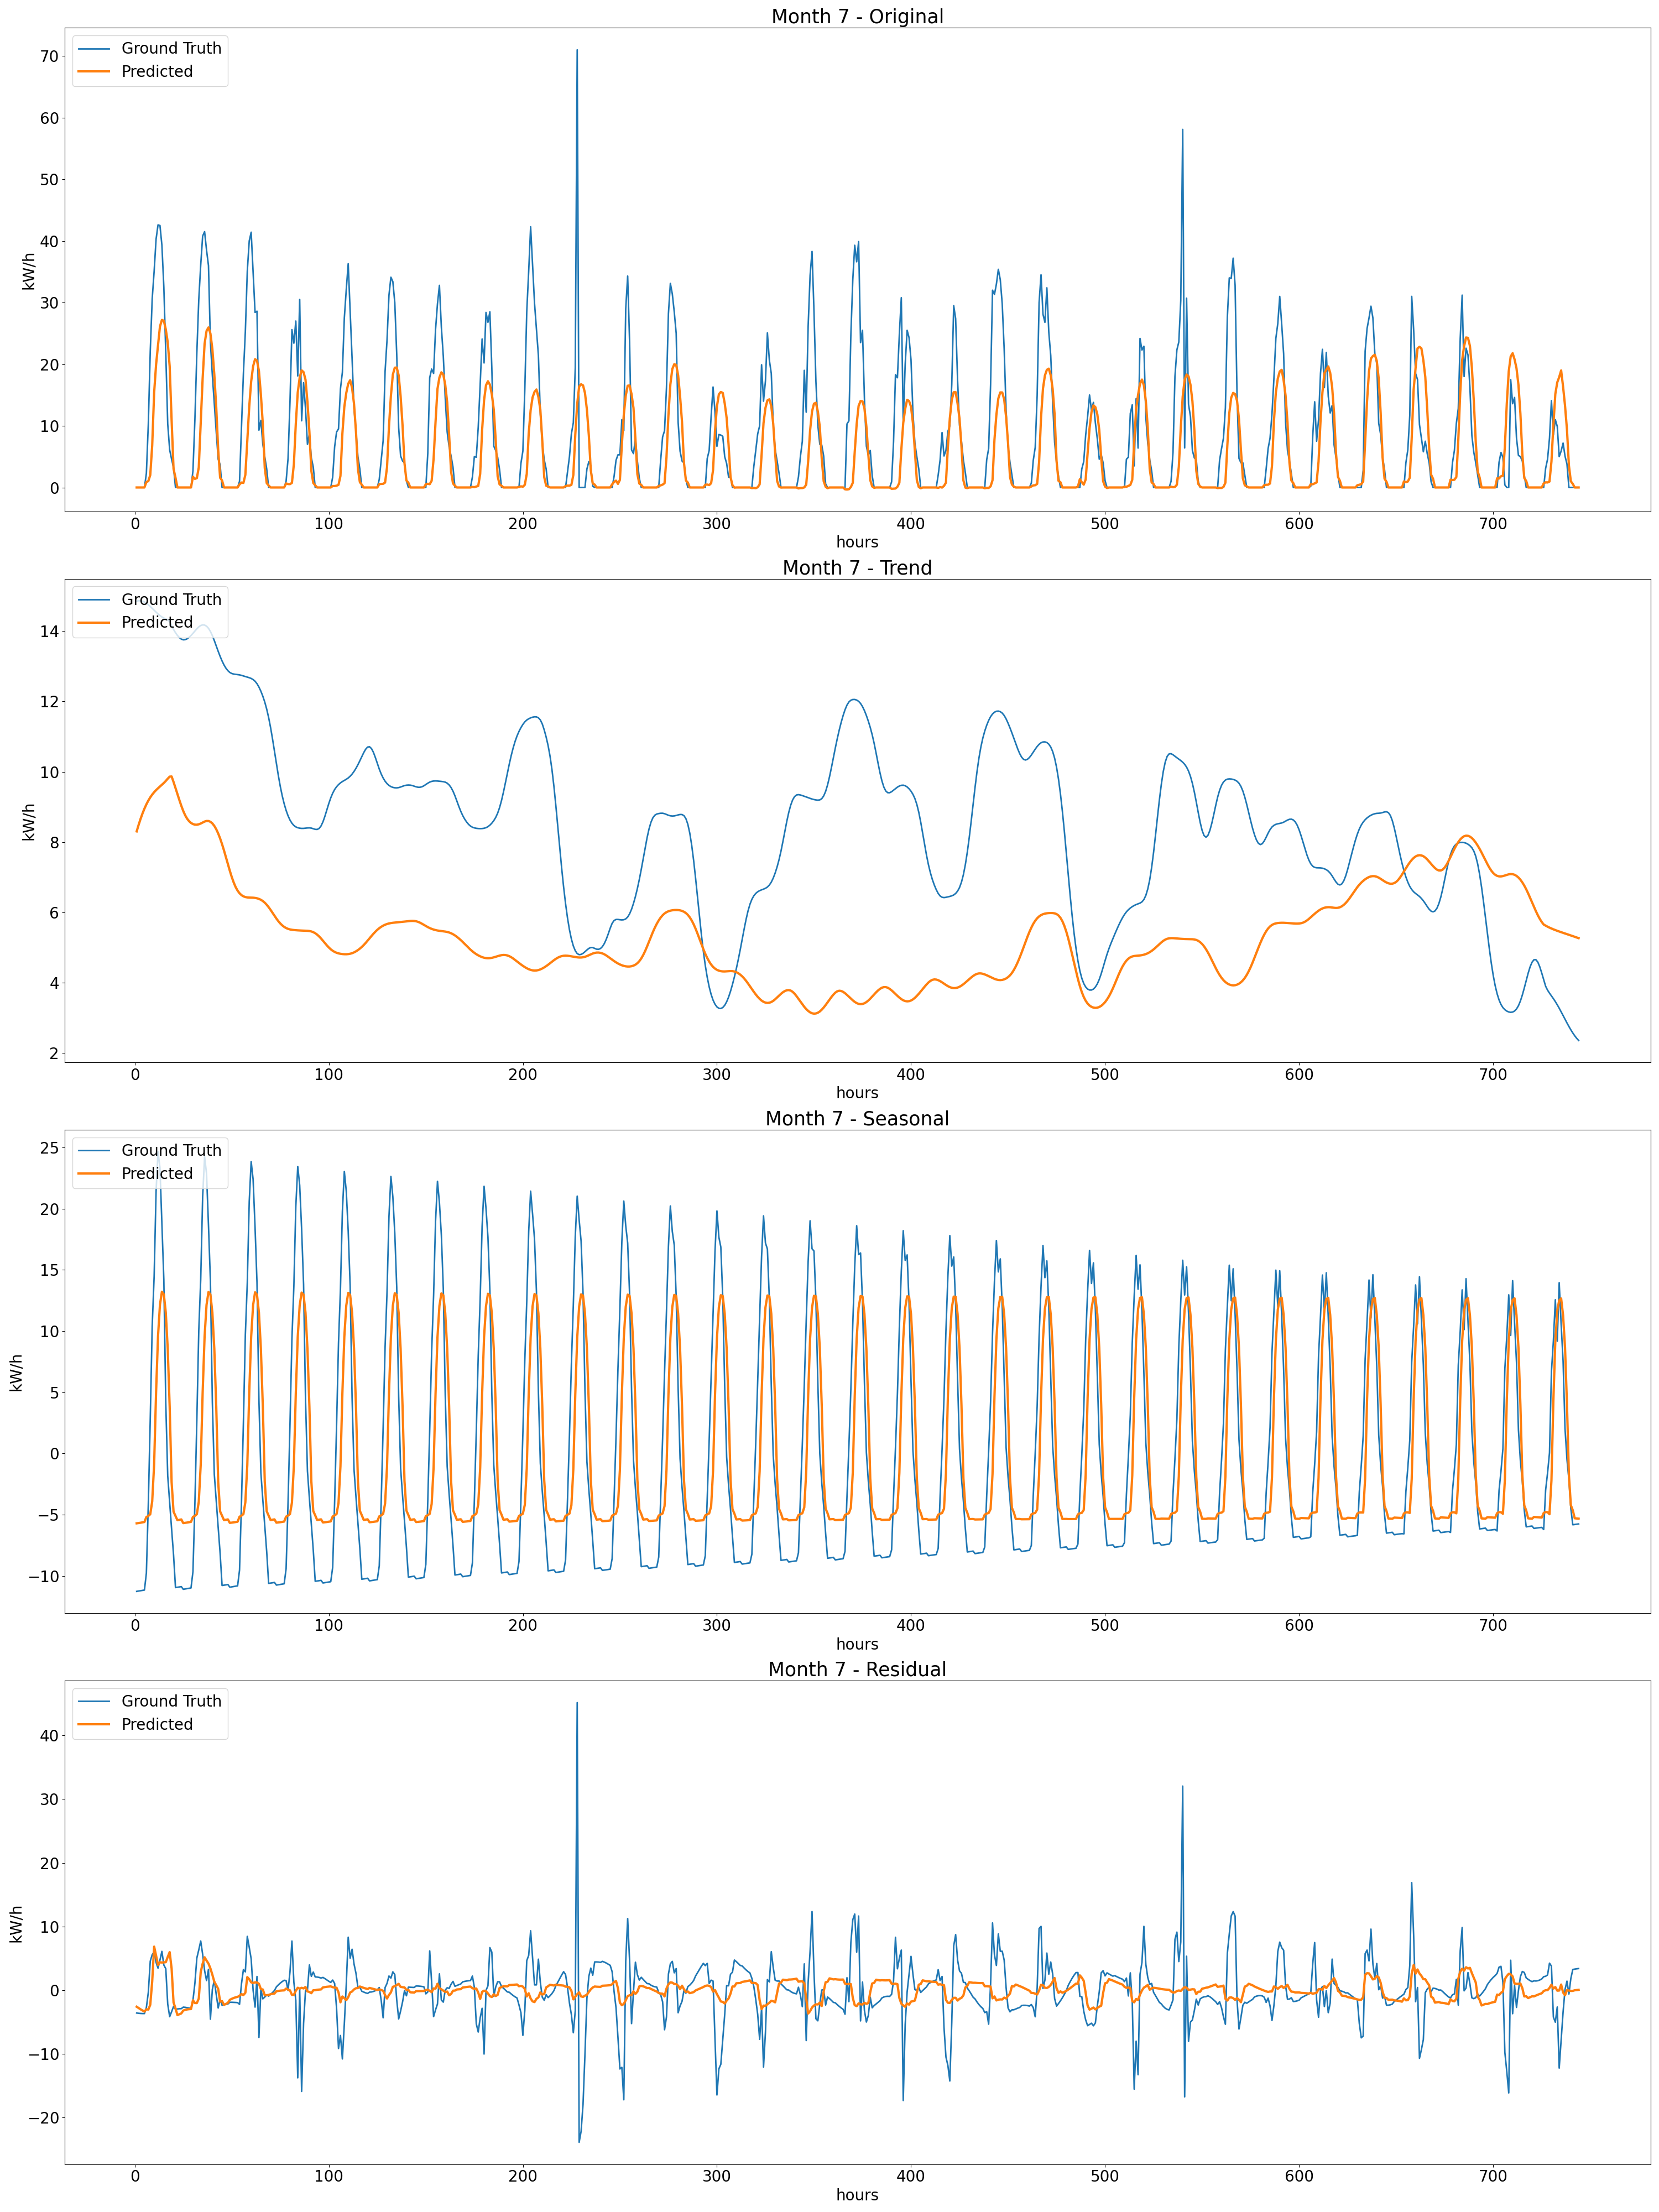 Month 7 - Original
Ground Truth
Predicted
70
60
50
40
30
20
10
0
kW/h
0 100 200 300 400 500 600 700
hours
Month 7 - Trend
Ground Truth
Predicted
14
12
10
8
6
4
2
kW/h
0 100 200 300 400 500 600 700
hours
Month 7 - Seasonal
Ground Truth
Predicted
25
20
15
10
5
0
−5
−10
kW/h
0 100 200 300 400 500 600 700
hours
Month 7 - Residual
Ground Truth
Predicted
40
30
20
10
0
−10
−20
kW/h
0 100 200 300 400 500 600 700
hours